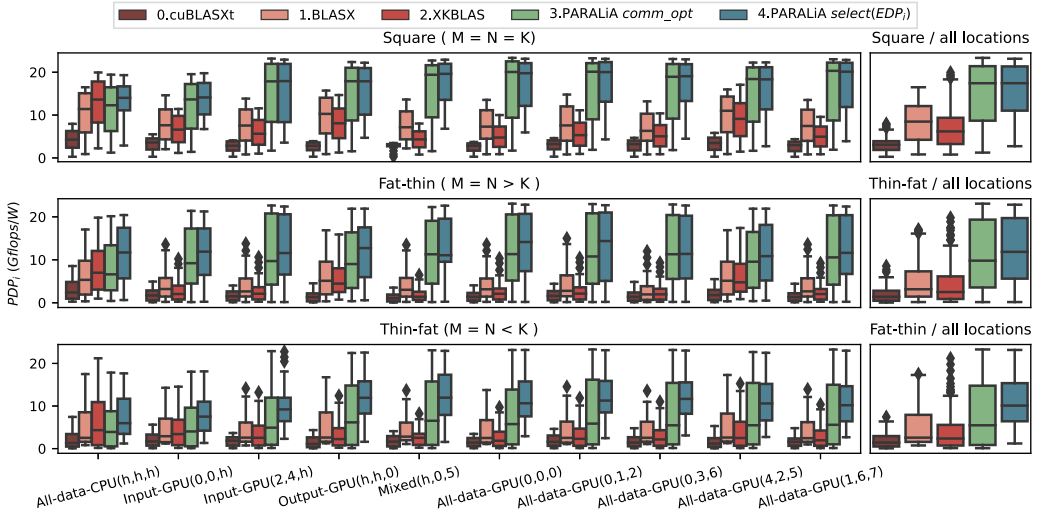 0.cuBLASXt 1.BLASX 2.XKBLAS 3.PARALiA comm_opt 4.PARALiA select(EDPi)
Square ( M = N = K)
Square / all locations
20
10
0
Fat-thin ( M = N > K )
Thin-fat / all locations
PDPi (Gflops/W)
20
10
0
Thin-fat (M = N < K )
Fat-thin / all locations
20
10
0
All-data-CPU(h,h,h)
Input-GPU(0,0,h)
Input-GPU(2,4,h)
Output-GPU(h,h,0)
Mixed(h,0,5)
All-data-GPU(0,0,0)
All-data-GPU(0,1,2)
All-data-GPU(0,3,6)
All-data-GPU(4,2,5)
All-data-GPU(1,6,7)